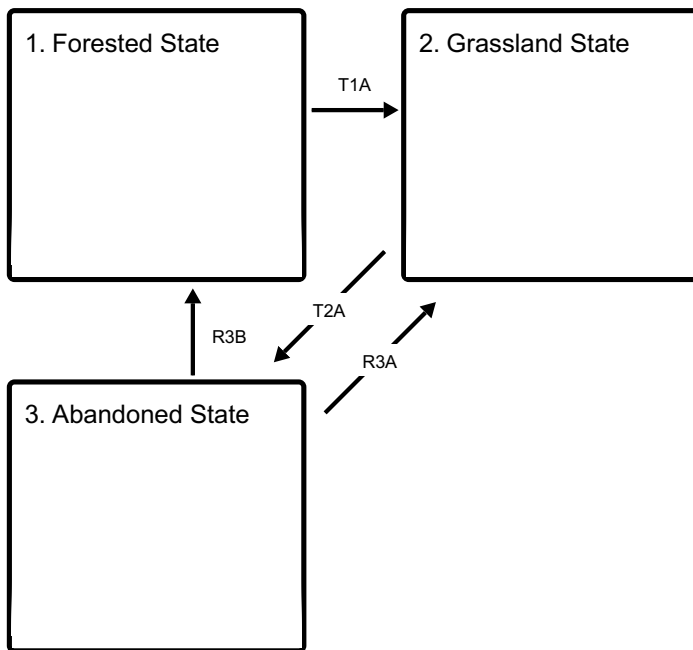 1. Forested State
2. Grassland State
T1A
T2A
R3B
R3A
3. Abandoned State